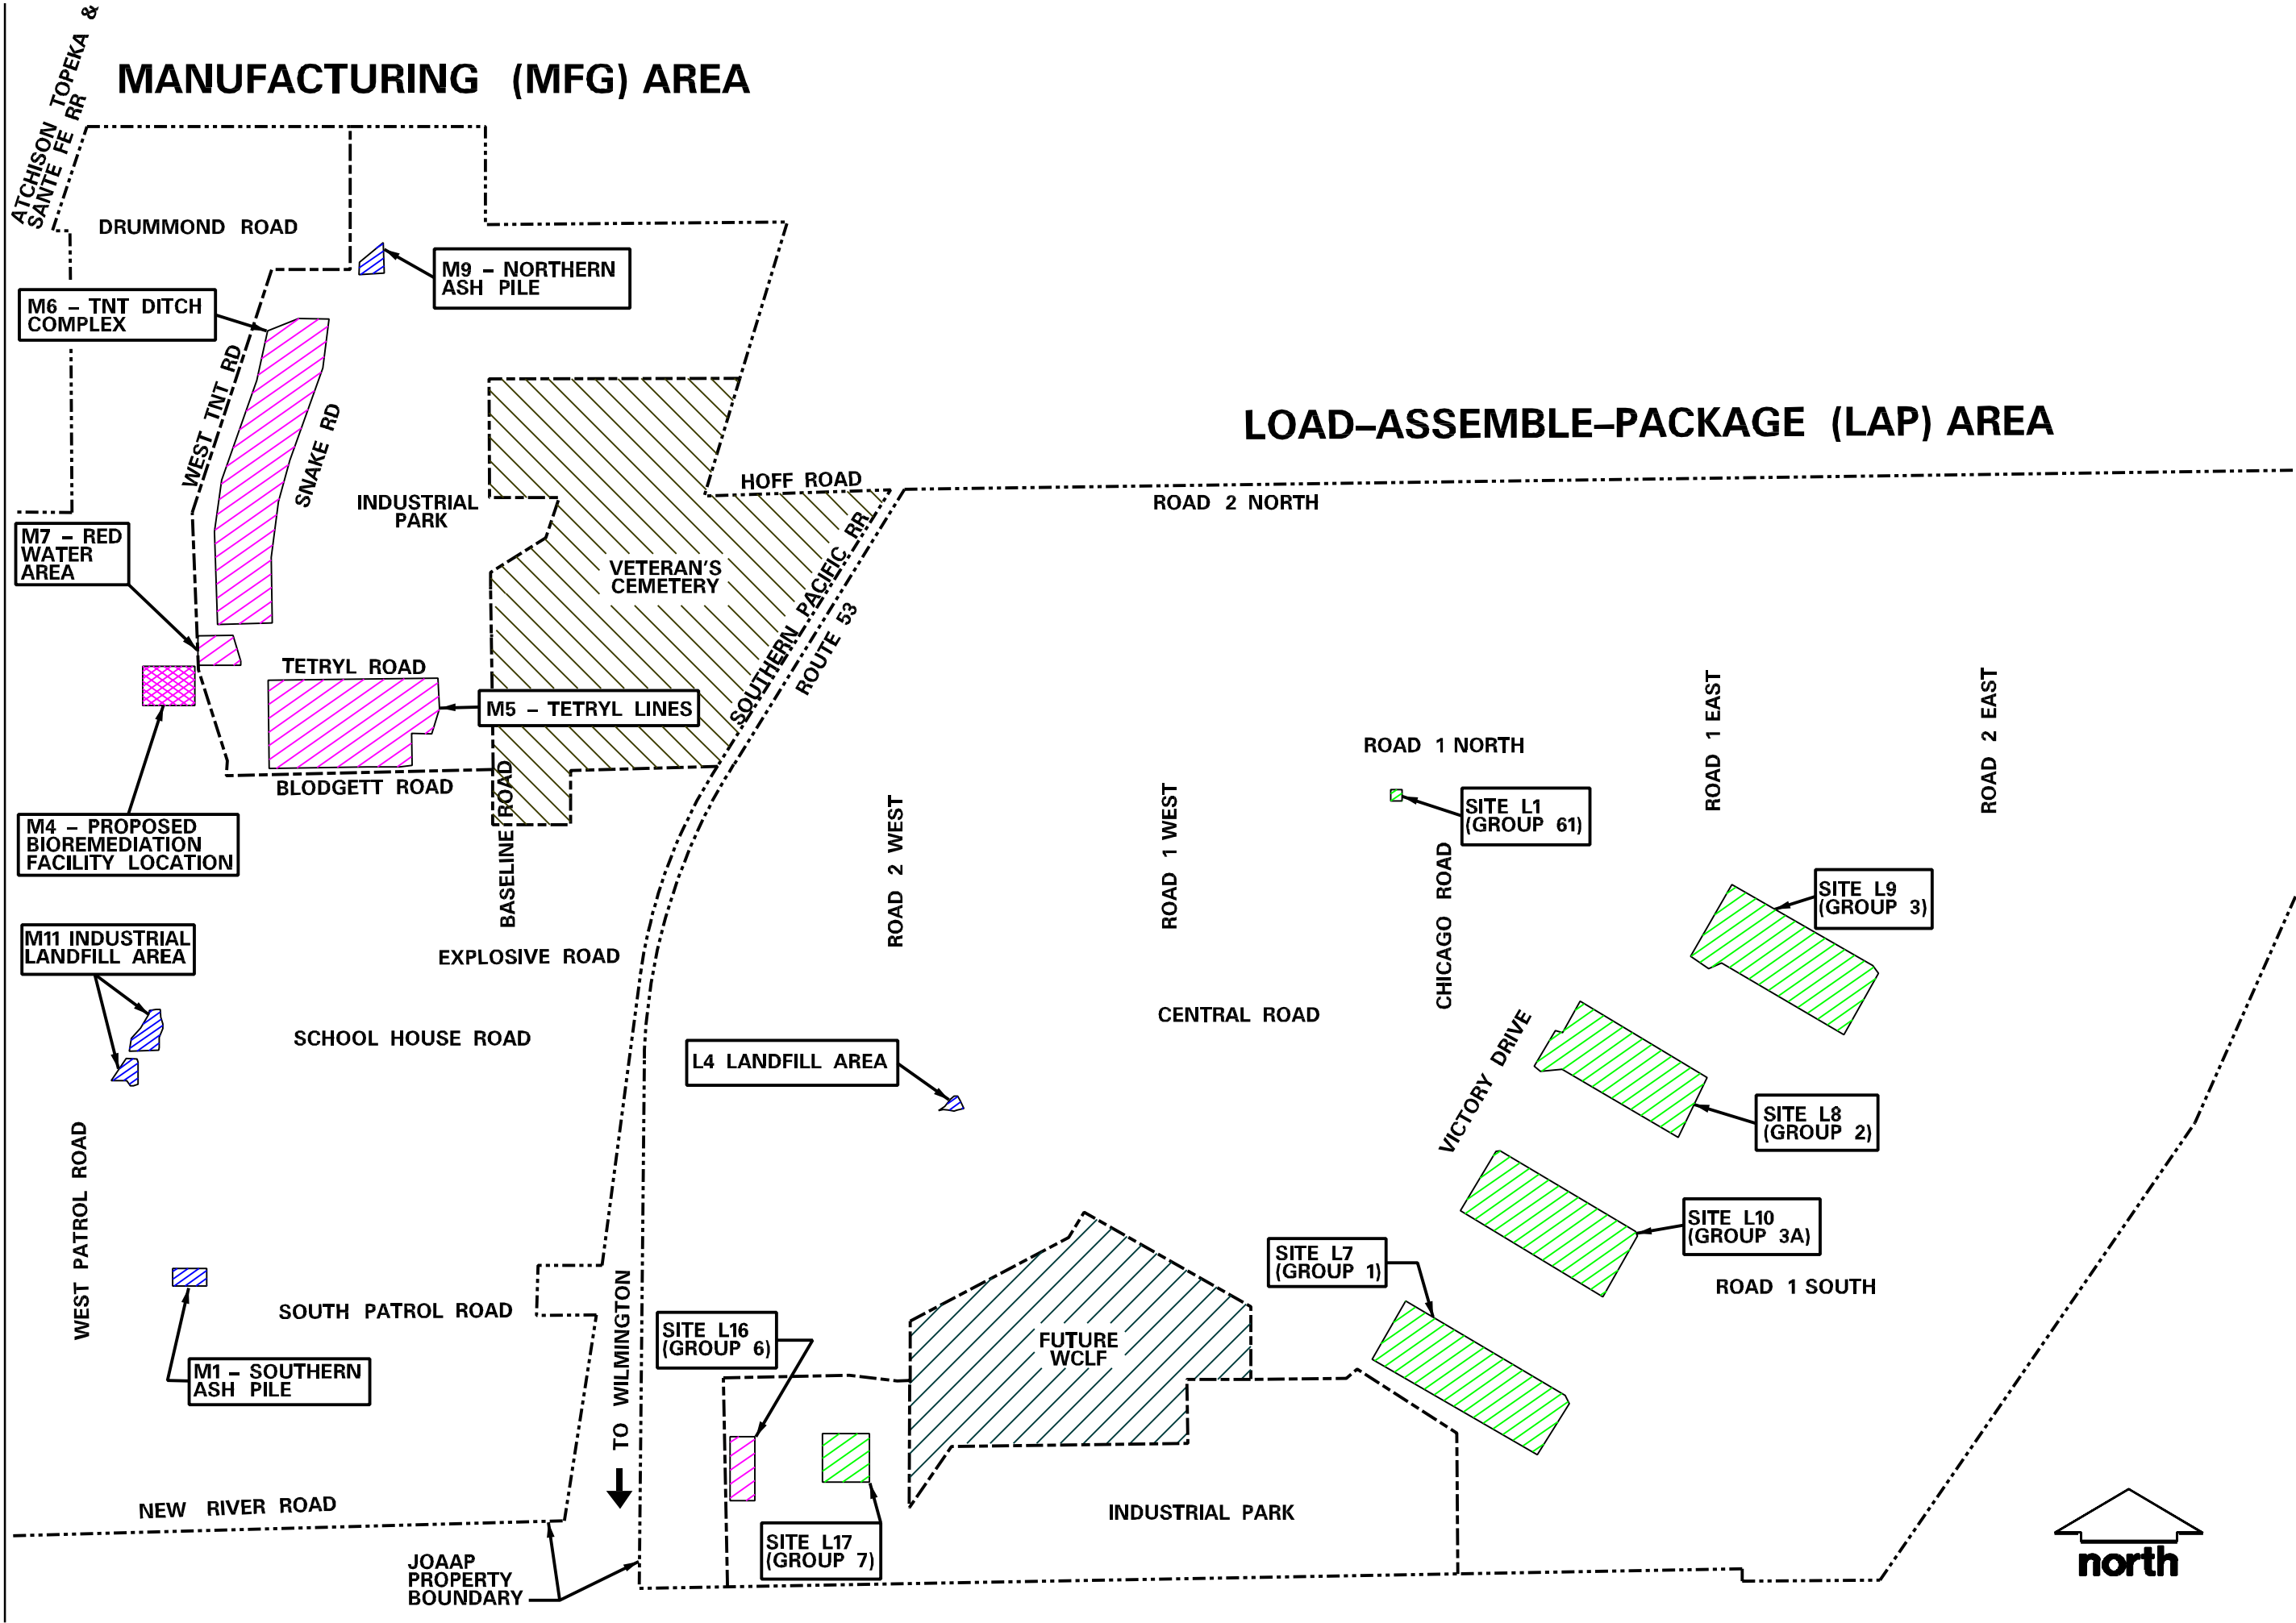 ATCHISON TOPEKA &
SANTE FE RR
MANUFACTURING (MFG) AREA
DRUMMOND ROAD
M9 – NORTHERN
ASH PILE
M6 – TNT DITCH
COMPLEX
WEST TNT RD
SNAKE RD
INDUSTRIAL
PARK
HOFF ROAD
LOAD–ASSEMBLE–PACKAGE (LAP) AREA
ROAD 2 NORTH
M7 – RED
WATER
AREA
VETERAN'S
CEMETERY
SOUTHERN PACIFIC RR
ROUTE 53
TETRYL ROAD
M5 – TETRYL LINES
BLODGETT ROAD
BASELINE ROAD
M4 – PROPOSED
BIOREMEDIATION
FACILITY LOCATION
ROAD 2 WEST
ROAD 1 WEST
ROAD 1 NORTH
ROAD 1 EAST
ROAD 2 EAST
SITE L1
(GROUP 61)
CHICAGO ROAD
SITE L9
(GROUP 3)
M11 INDUSTRIAL
LANDFILL AREA
EXPLOSIVE ROAD
SCHOOL HOUSE ROAD
CENTRAL ROAD
L4 LANDFILL AREA
VICTORY DRIVE
SITE L8
(GROUP 2)
WEST PATROL ROAD
SITE L10
(GROUP 3A)
SITE L7
(GROUP 1)
ROAD 1 SOUTH
SOUTH PATROL ROAD
TO WILMINGTON
SITE L16
(GROUP 6)
FUTURE
WCLF
M1 – SOUTHERN
ASH PILE
NEW RIVER ROAD
INDUSTRIAL PARK
SITE L17
(GROUP 7)
JOAAP
PROPERTY
BOUNDARY
north